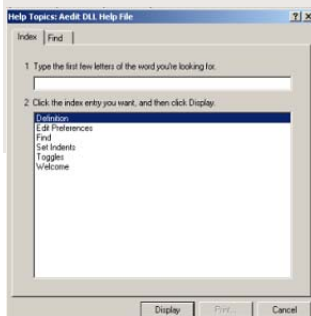 Help Topics: Aedit DLL Help File
Index Find
1 Type the first few letters of the word you're looking for.
2 Click the index entry you want, and then click Display.
Definition
Edit Preferences
Find
Set Indents
Toggles
Welcome
Display Print... Cancel